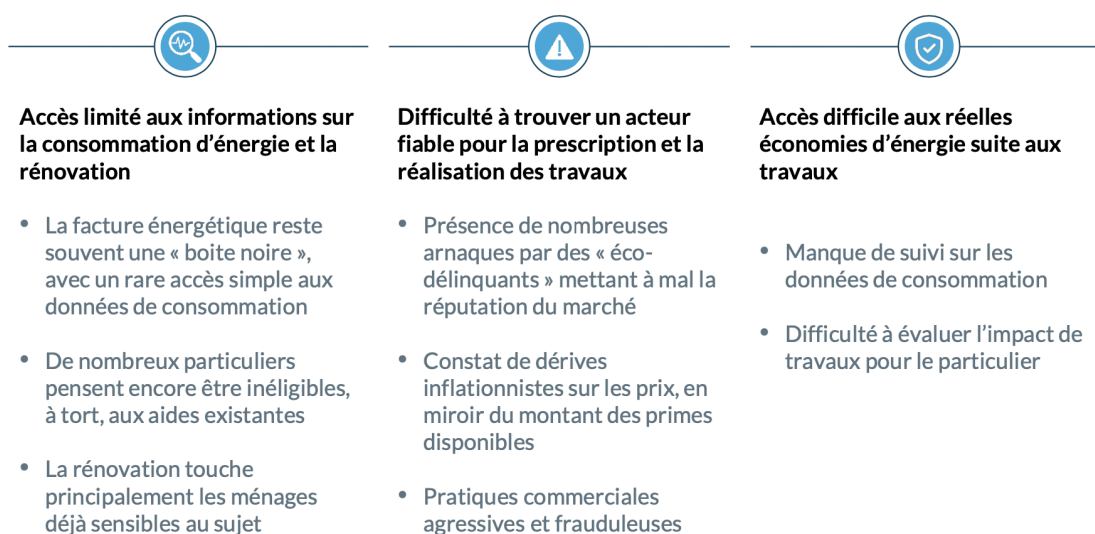 Accès limité aux informations sur
la consommation d’énergie et la
rénovation
• La facture énergétique reste
souvent une « boite noire »,
avec un rare accès simple aux
données de consommation
• De nombreux particuliers
pensent encore être inéligibles,
à tort, aux aides existantes
• La rénovation touche
principalement les ménages
déjà sensibles au sujet
Difficulté à trouver un acteur
fiable pour la prescription et la
réalisation des travaux
• Présence de nombreuses
arnaques par des « éco-
délinquants » mettant à mal la
réputation du marché
• Constat de dérives
inflationnistes sur les prix, en
miroir du montant des primes
disponibles
• Pratiques commerciales
agressives et frauduleuses
Accès difficile aux réelles
économies d’énergie suite aux
travaux
• Manque de suivi sur les
données de consommation
• Difficulté à évaluer l’impact de
travaux pour le particulier